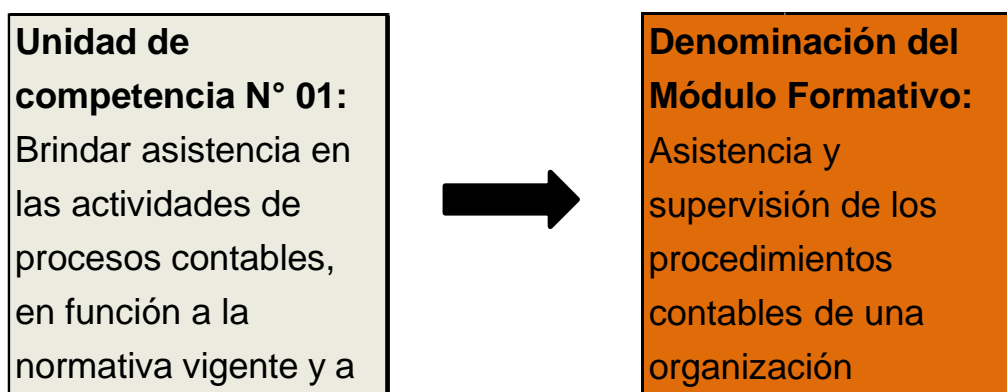 Unidad de
competencia N° 01:
Brindar asistencia en
las actividades de
procesos contables,
en función a la
normativa vigente y a
Denominación del
Módulo Formativo:
Asistencia y
supervisión de los
procedimientos
contables de una
organización